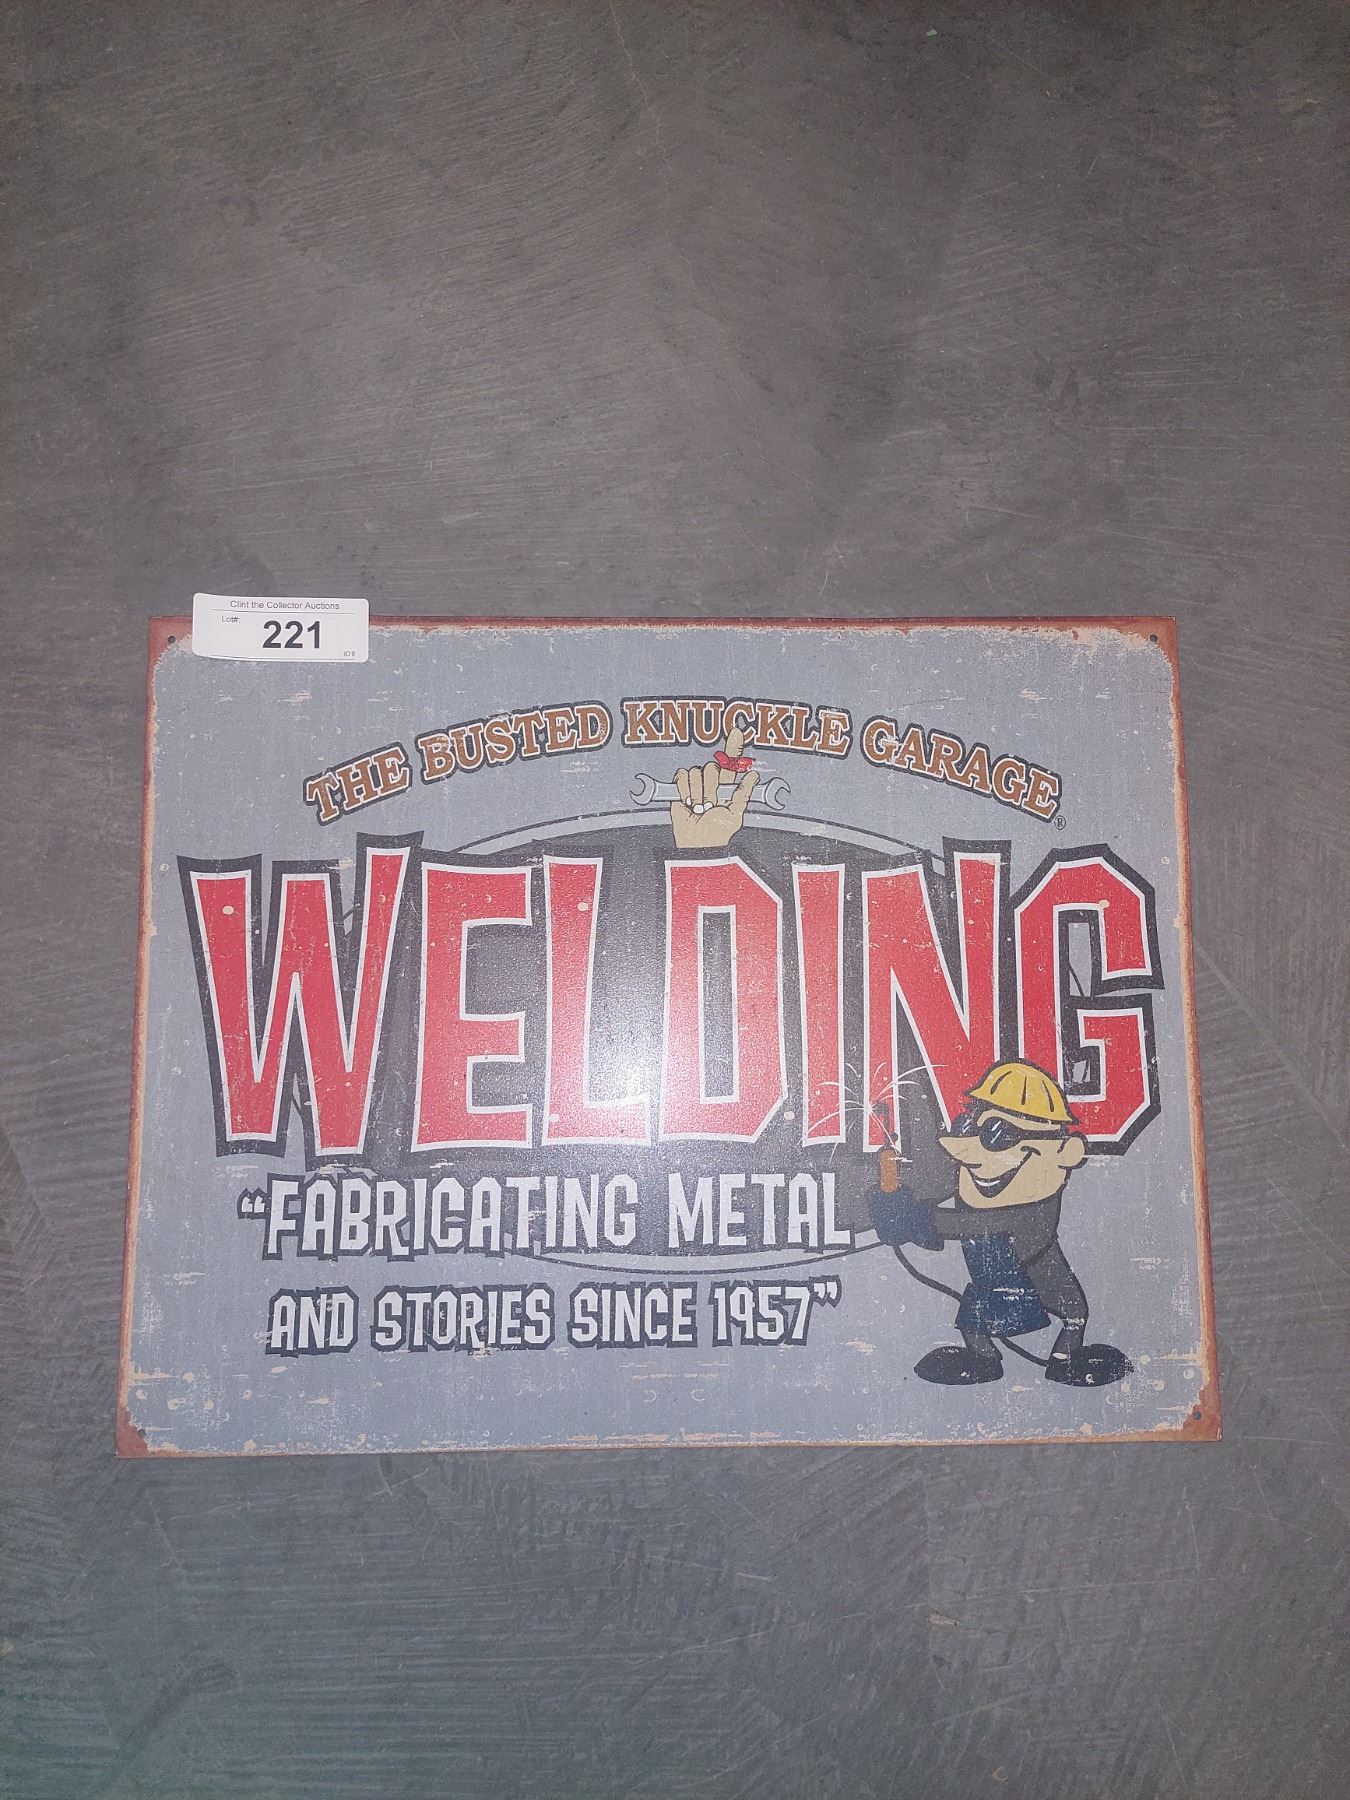 Clint the Collector Auctions
Lot#:
221
THE BUSTED KNUCKLE GARAGE
®
WELDING
“FABRICATING METAL
AND STORIES SINCE 1957”